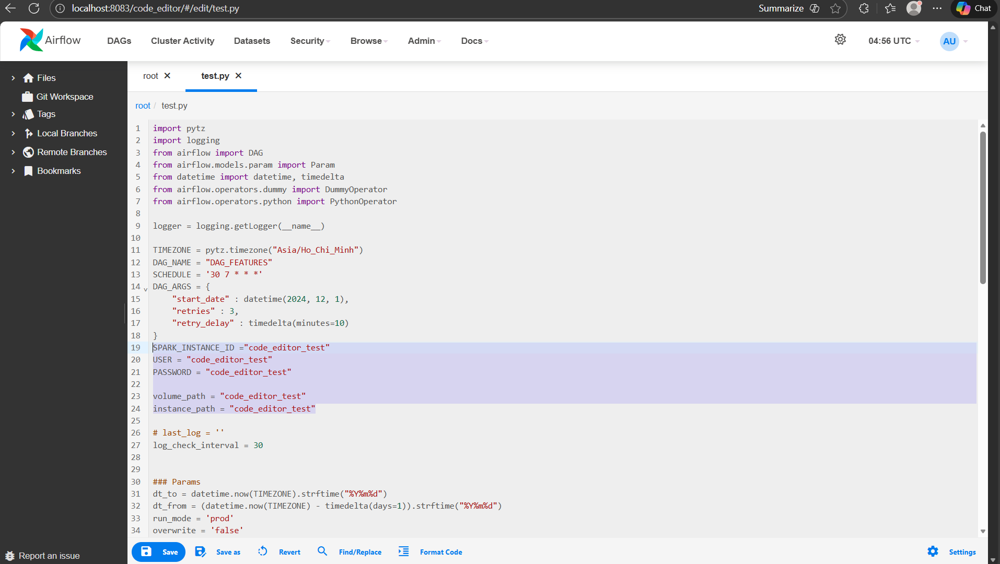 localhost:8083/code_editor/#/edit/test.py
Summarize
Chat
Airflow
DAGs
Cluster Activity
Datasets
Security
Browse
Admin
Docs
04:56 UTC
AU
Files
Git Workspace
Tags
Local Branches
Remote Branches
Bookmarks
Report an issue
root
test.py
root / test.py
1 import pytz
2 import logging
3 from airflow import DAG
4 from airflow.models.param import Param
5 from datetime import datetime, timedelta
6 from airflow.operators.dummy import DummyOperator
7 from airflow.operators.python import PythonOperator
8
9 logger = logging.getLogger(__name__)
10
11 TIMEZONE = pytz.timezone("Asia/Ho_Chi_Minh")
12 DAG_NAME = "DAG_FEATURES"
13 SCHEDULE = '30 7 * * *'
14 DAG_ARGS = {
15     "start_date" : datetime(2024, 12, 1),
16     "retries" : 3,
17     "retry_delay" : timedelta(minutes=10)
18 }
19 SPARK_INSTANCE_ID ="code_editor_test"
20 USER = "code_editor_test"
21 PASSWORD = "code_editor_test"
22
23 volume_path = "code_editor_test"
24 instance_path = "code_editor_test"
25
26 # last_log = ''
27 log_check_interval = 30
28
29
30 ### Params
31 dt_to = datetime.now(TIMEZONE).strftime("%Y%m%d")
32 dt_from = (datetime.now(TIMEZONE) - timedelta(days=1)).strftime("%Y%m%d")
33 run_mode = 'prod'
34 overwrite = 'false'
Save
Save as
Revert
Find/Replace
Format Code
Settings